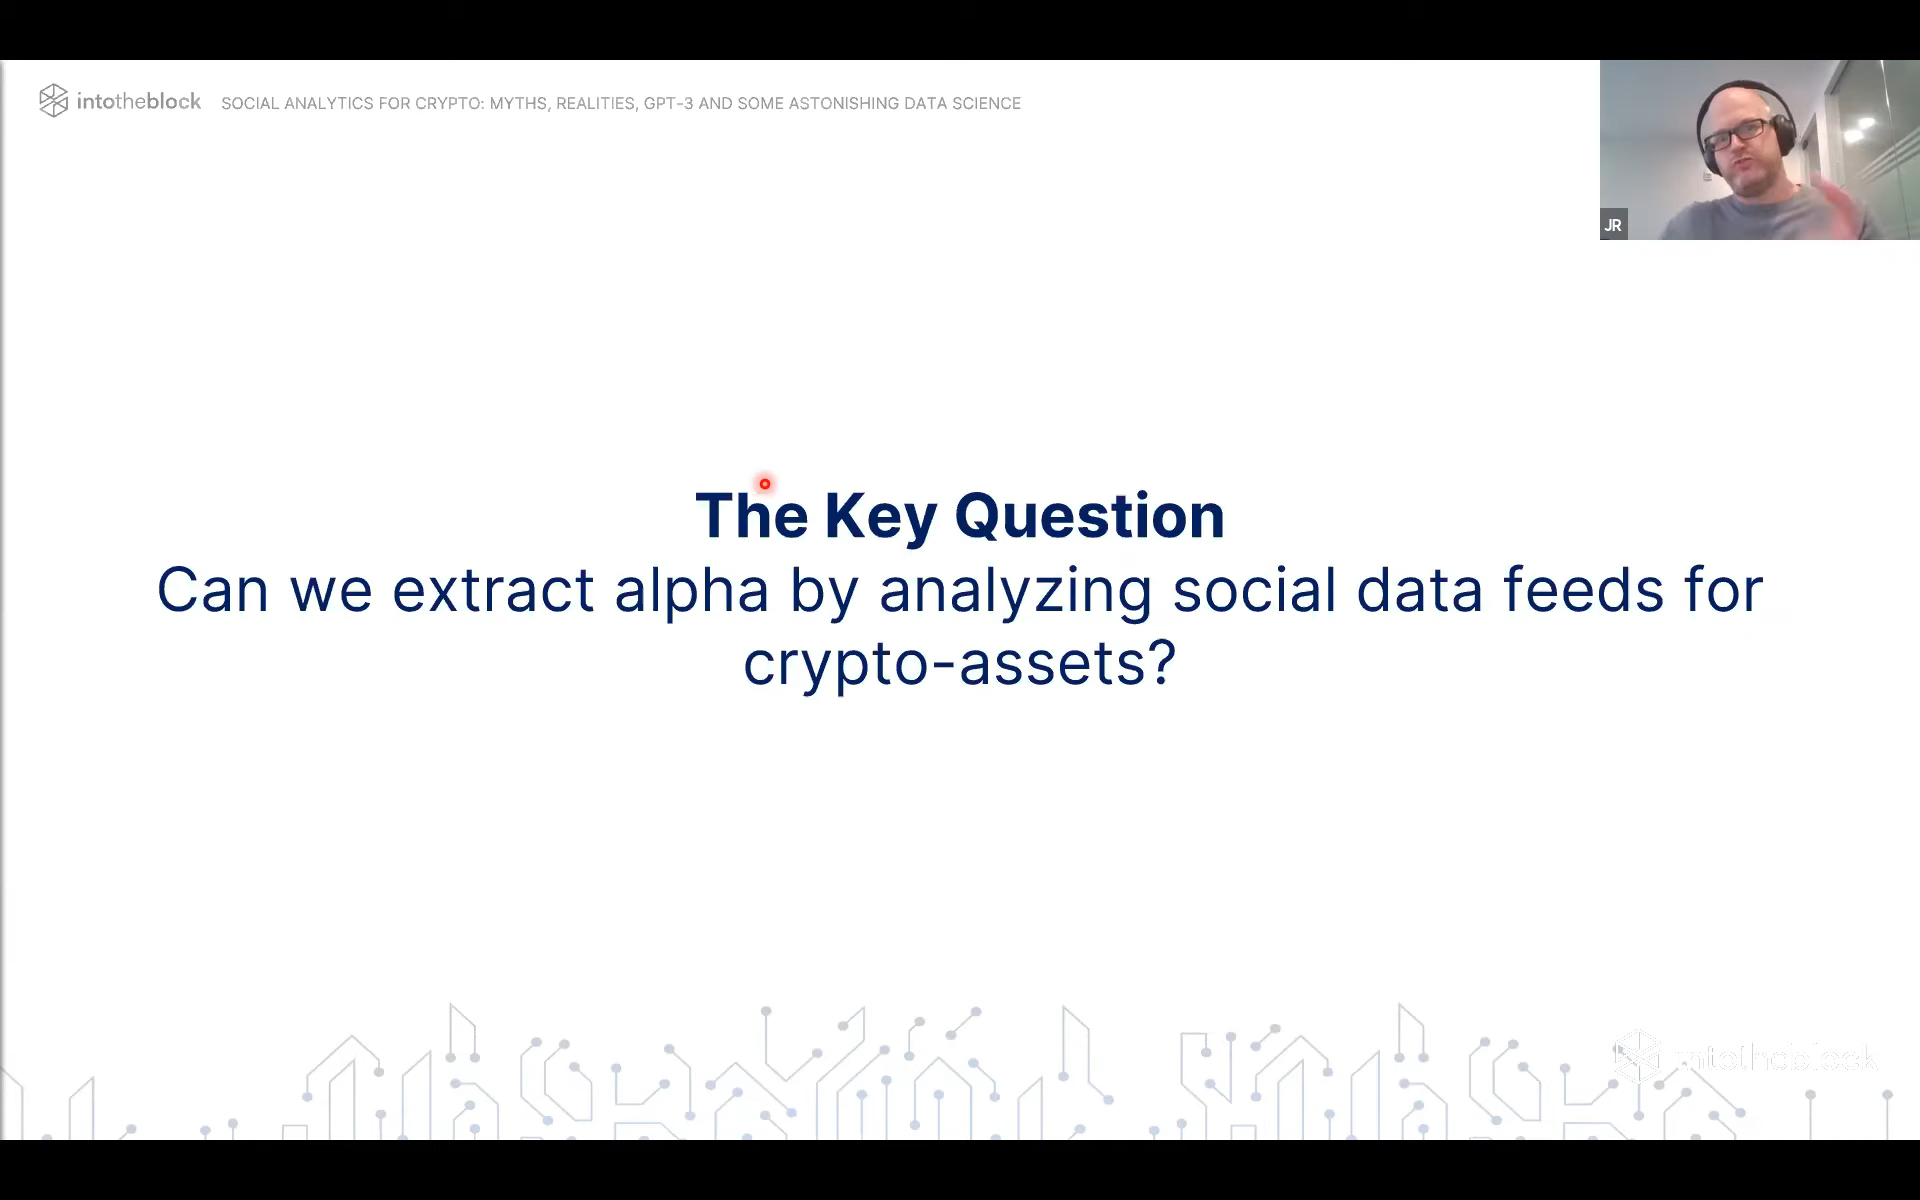 intotheblock SOCIAL ANALYTICS FOR CRYPTO: MYTHS, REALITIES, GPT-3 AND SOME ASTONISHING DATA SCIENCE
JR
The Key Question
Can we extract alpha by analyzing social data feeds for
crypto-assets?
intotheblock